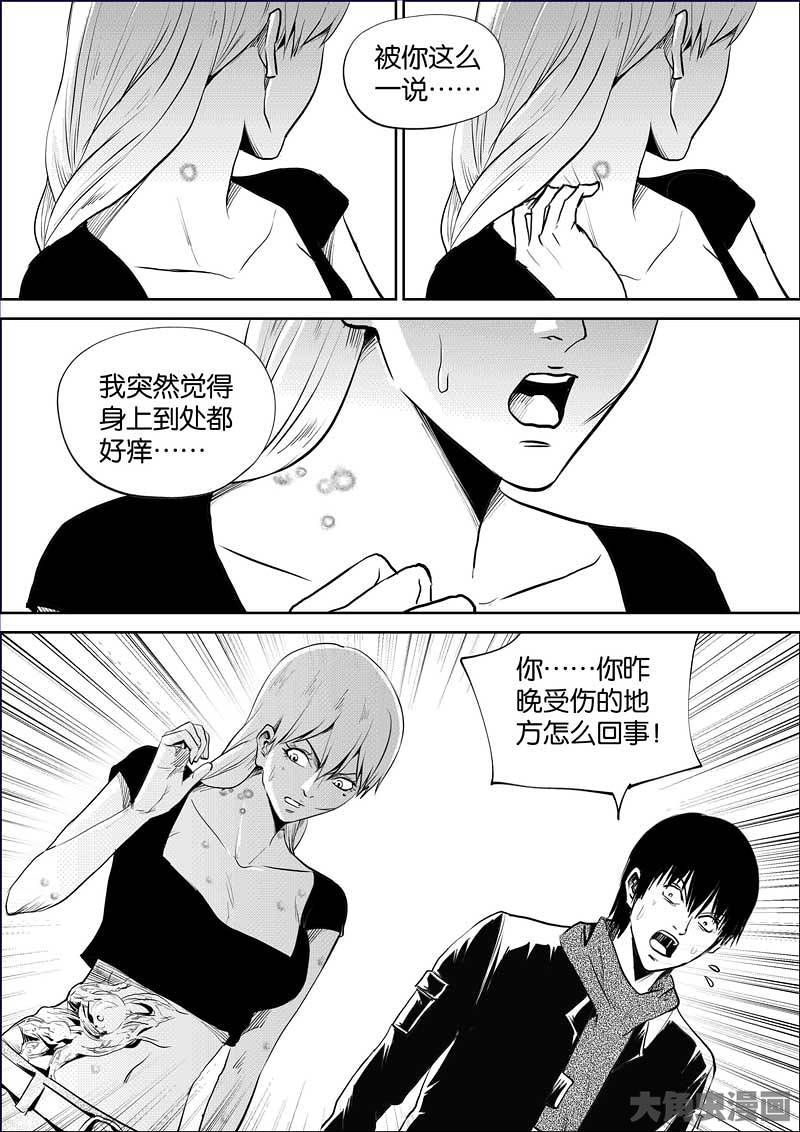 被你这么
一说……
我突然觉得
身上到处都
好痒……
你……你昨
晚受伤的地
方怎么回事！
大角虫漫画